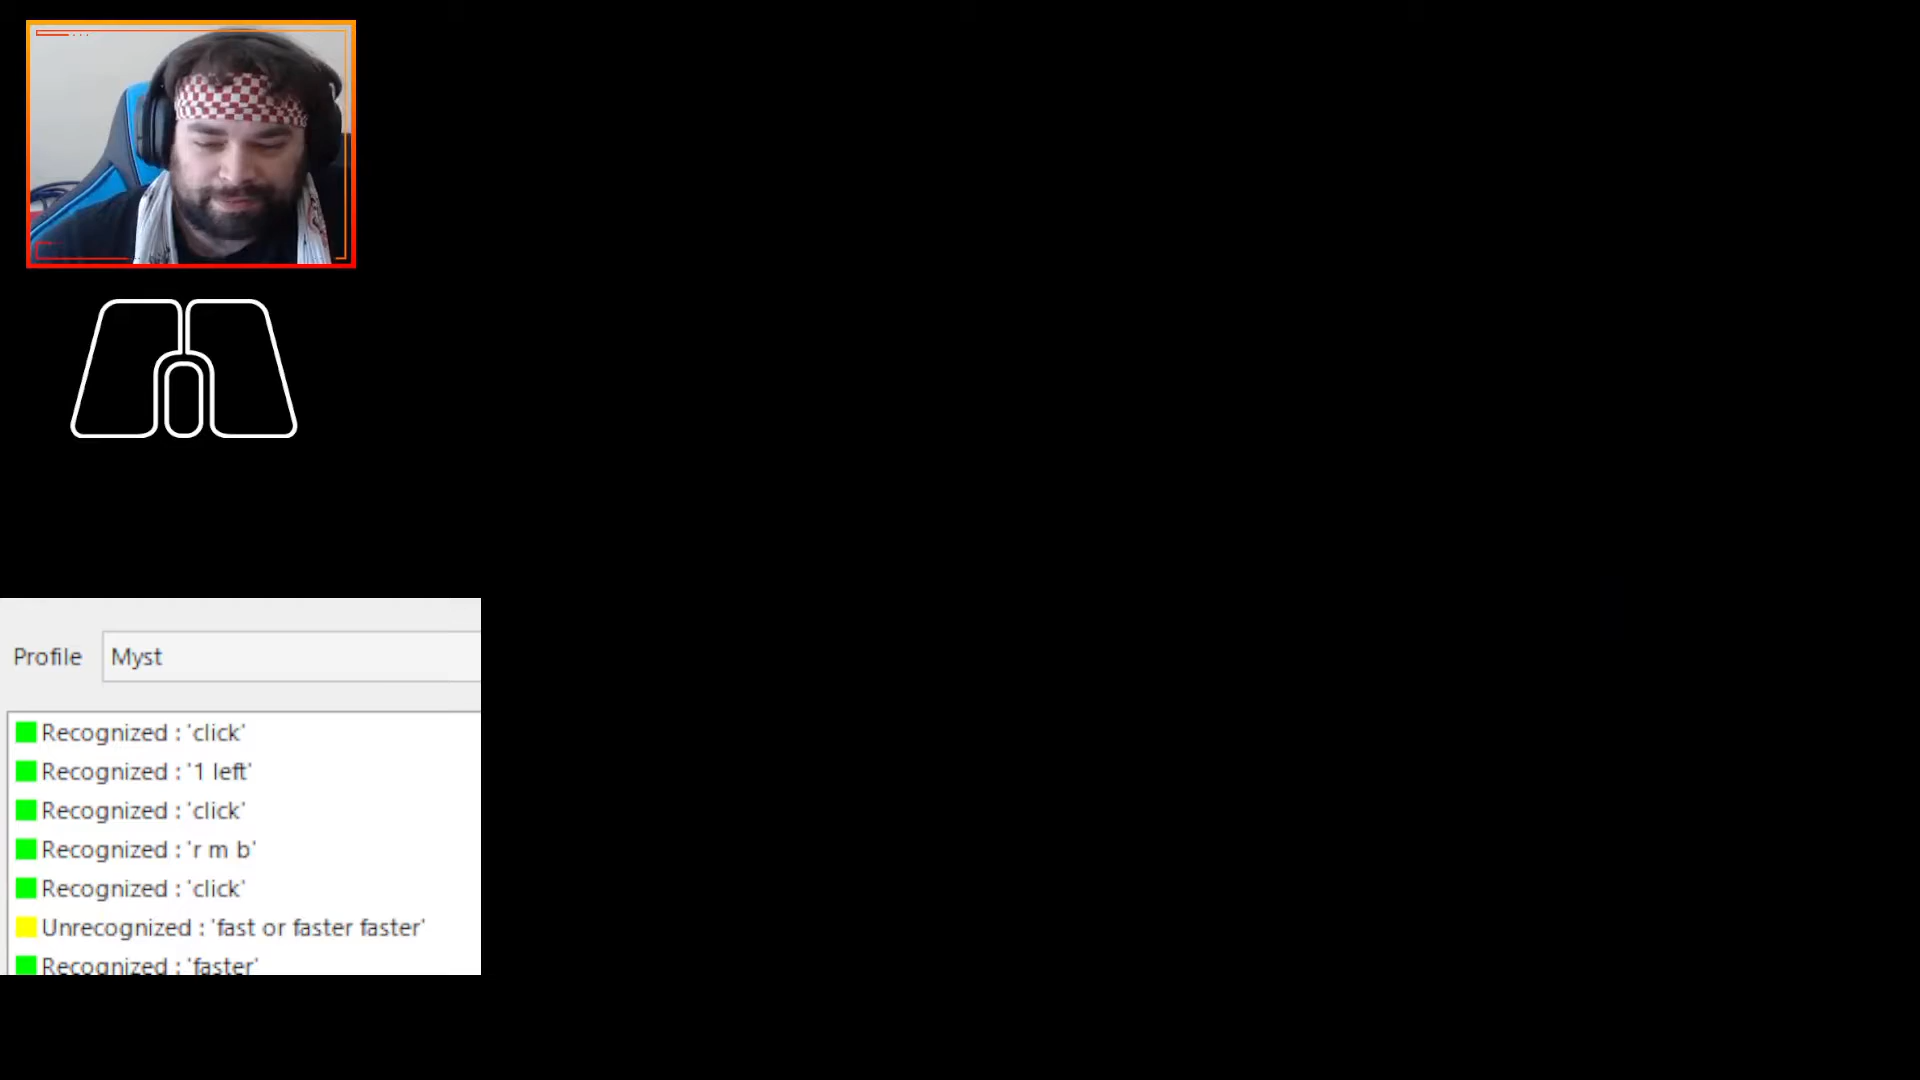 Profile Myst
Recognized : 'click'
Recognized : '1 left'
Recognized : 'click'
Recognized : 'r m b'
Recognized : 'click'
Unrecognized : 'fast or faster faster'
Recognized : 'faster'